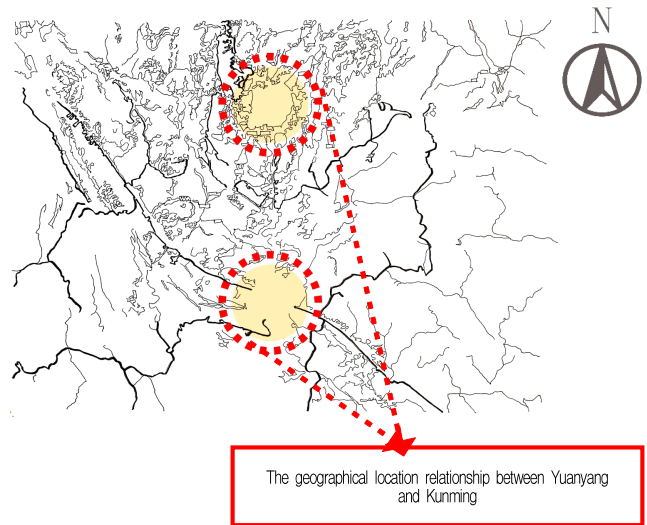 N
The geographical location relationship between Yuanyang
and Kunming